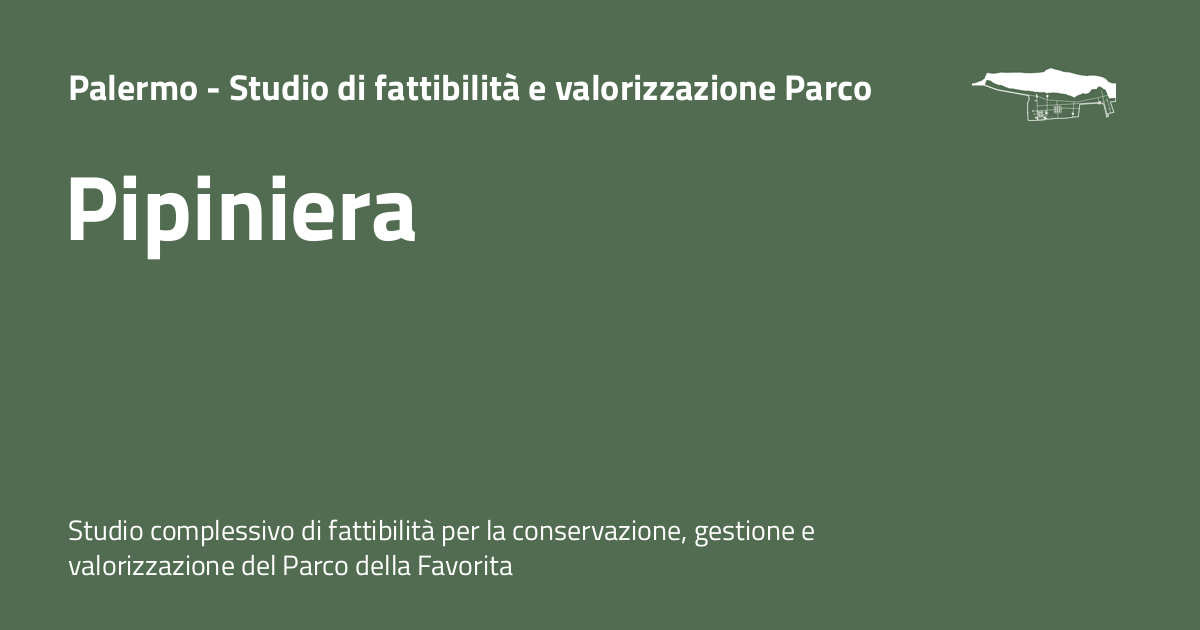 Palermo - Studio di fattibilità e valorizzazione Parco
Pipiniera
Studio complessivo di fattibilità per la conservazione, gestione e
valorizzazione del Parco della Favorita